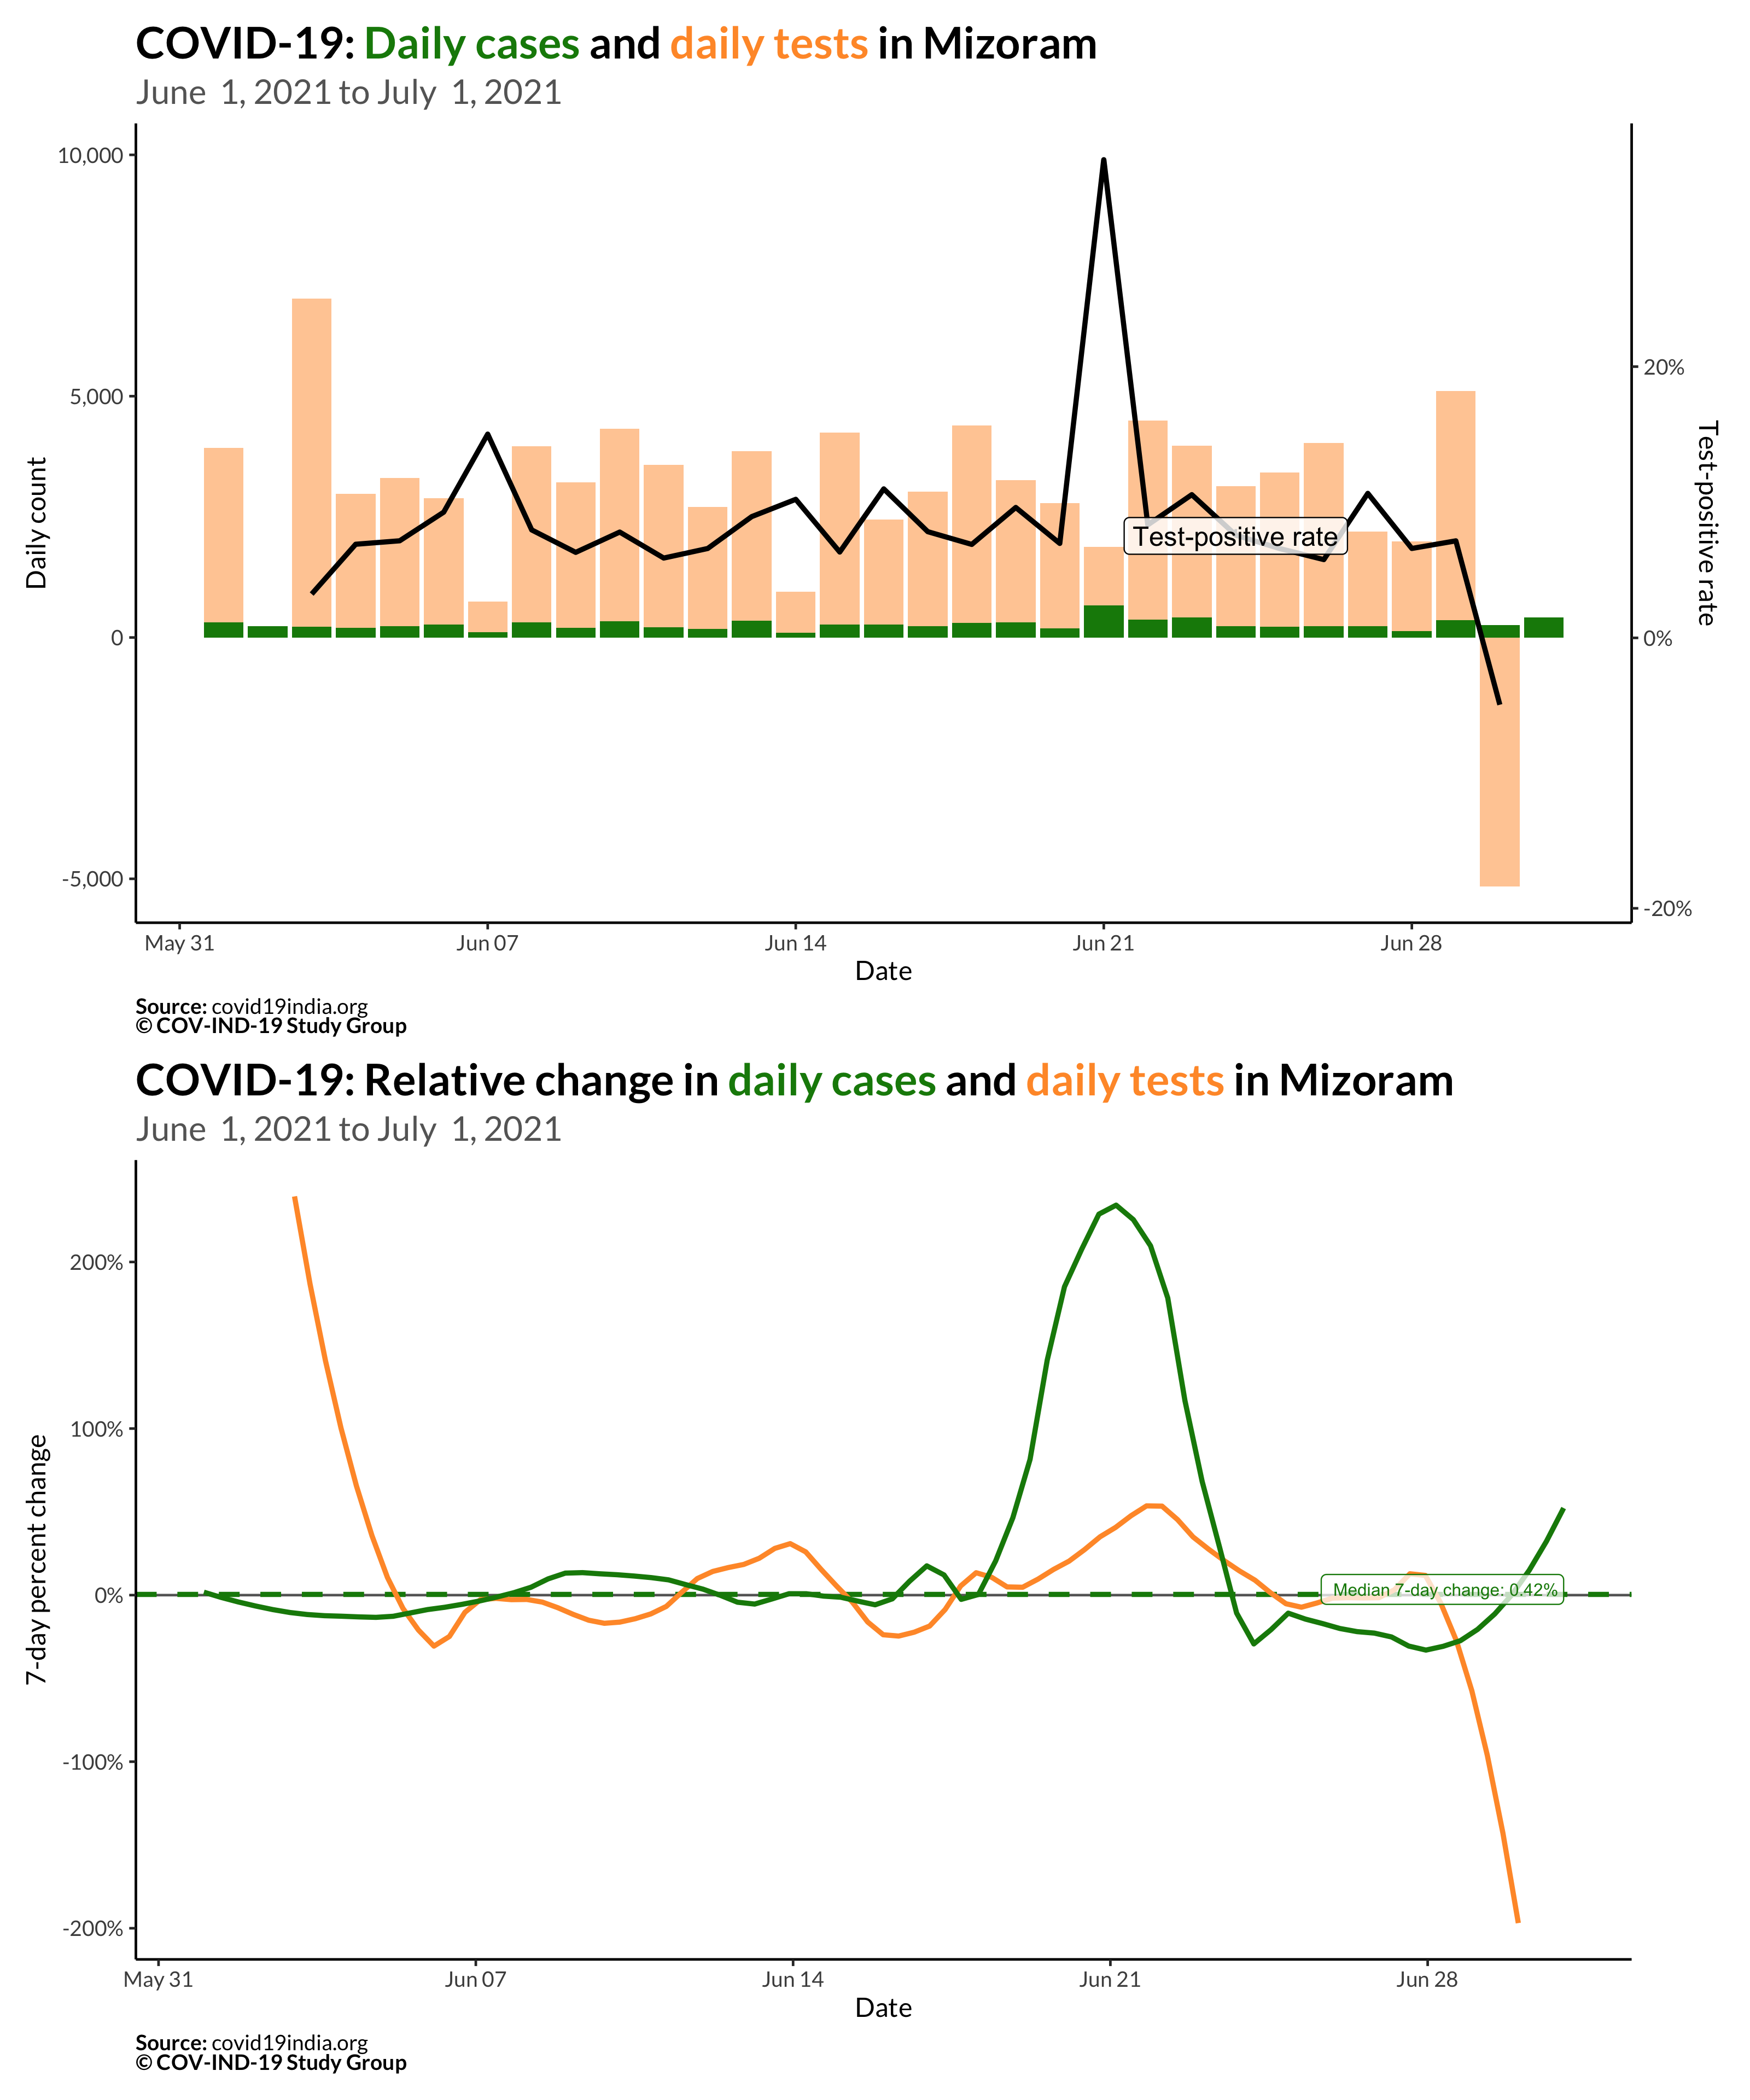 COVID-19: Daily cases and daily tests in Mizoram
June 1, 2021 to July 1, 2021
10,000
5,000
0
-5,000
Daily count
20%
0%
-20%
Test-positive rate
Test-positive rate
May 31
Jun 07
Jun 14
Jun 21
Jun 28
Date
Source: covid19india.org
© COV-IND-19 Study Group
COVID-19: Relative change in daily cases and daily tests in Mizoram
June 1, 2021 to July 1, 2021
200%
100%
0%
-100%
-200%
7-day percent change
Median 7-day change: 0.42%
May 31
Jun 07
Jun 14
Jun 21
Jun 28
Date
Source: covid19india.org
© COV-IND-19 Study Group